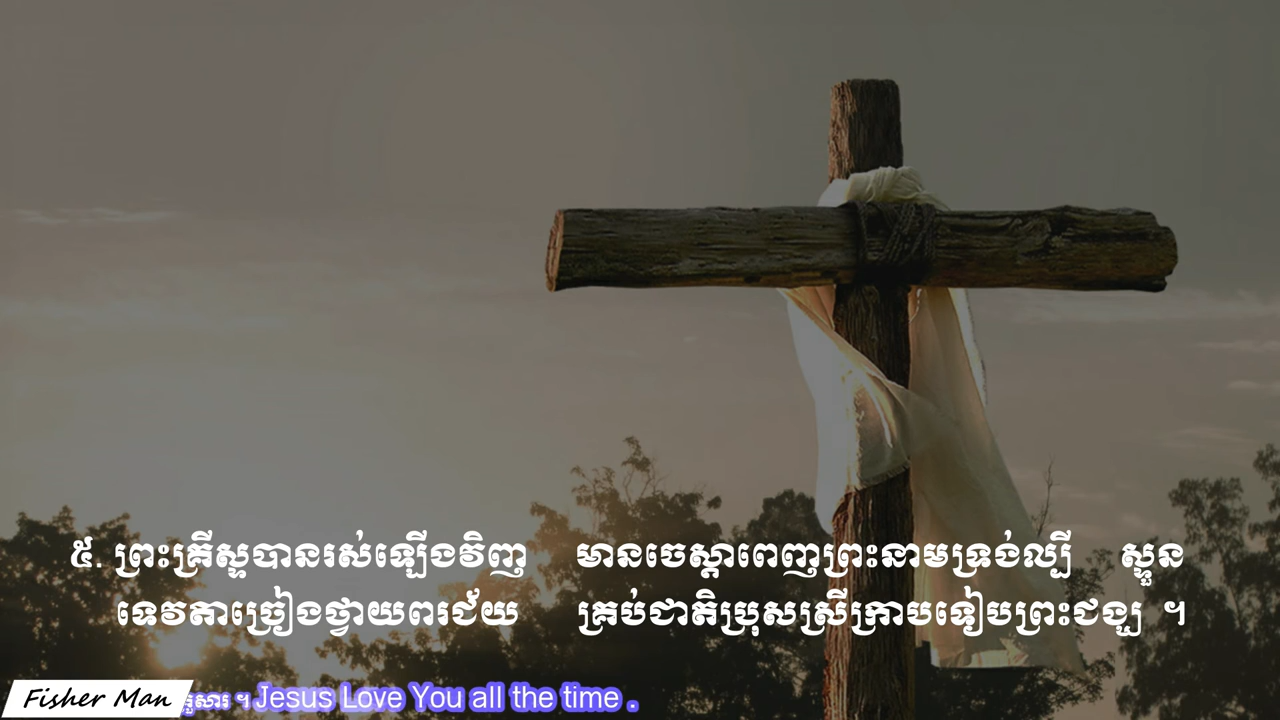 ៥. ព្រះគ្រីស្ទបានរស់ឡើងវិញ មានចេស្តាពេញព្រះនាមទ្រង់ល្បី ស្ទួន
ទេវតាច្រៀងថ្វាយពរជ័យ គ្រប់ជាតិប្រុសស្រីក្រាបទៀបព្រះជង្ឃ ។
Fisher Man ។ Jesus Love You all the time .